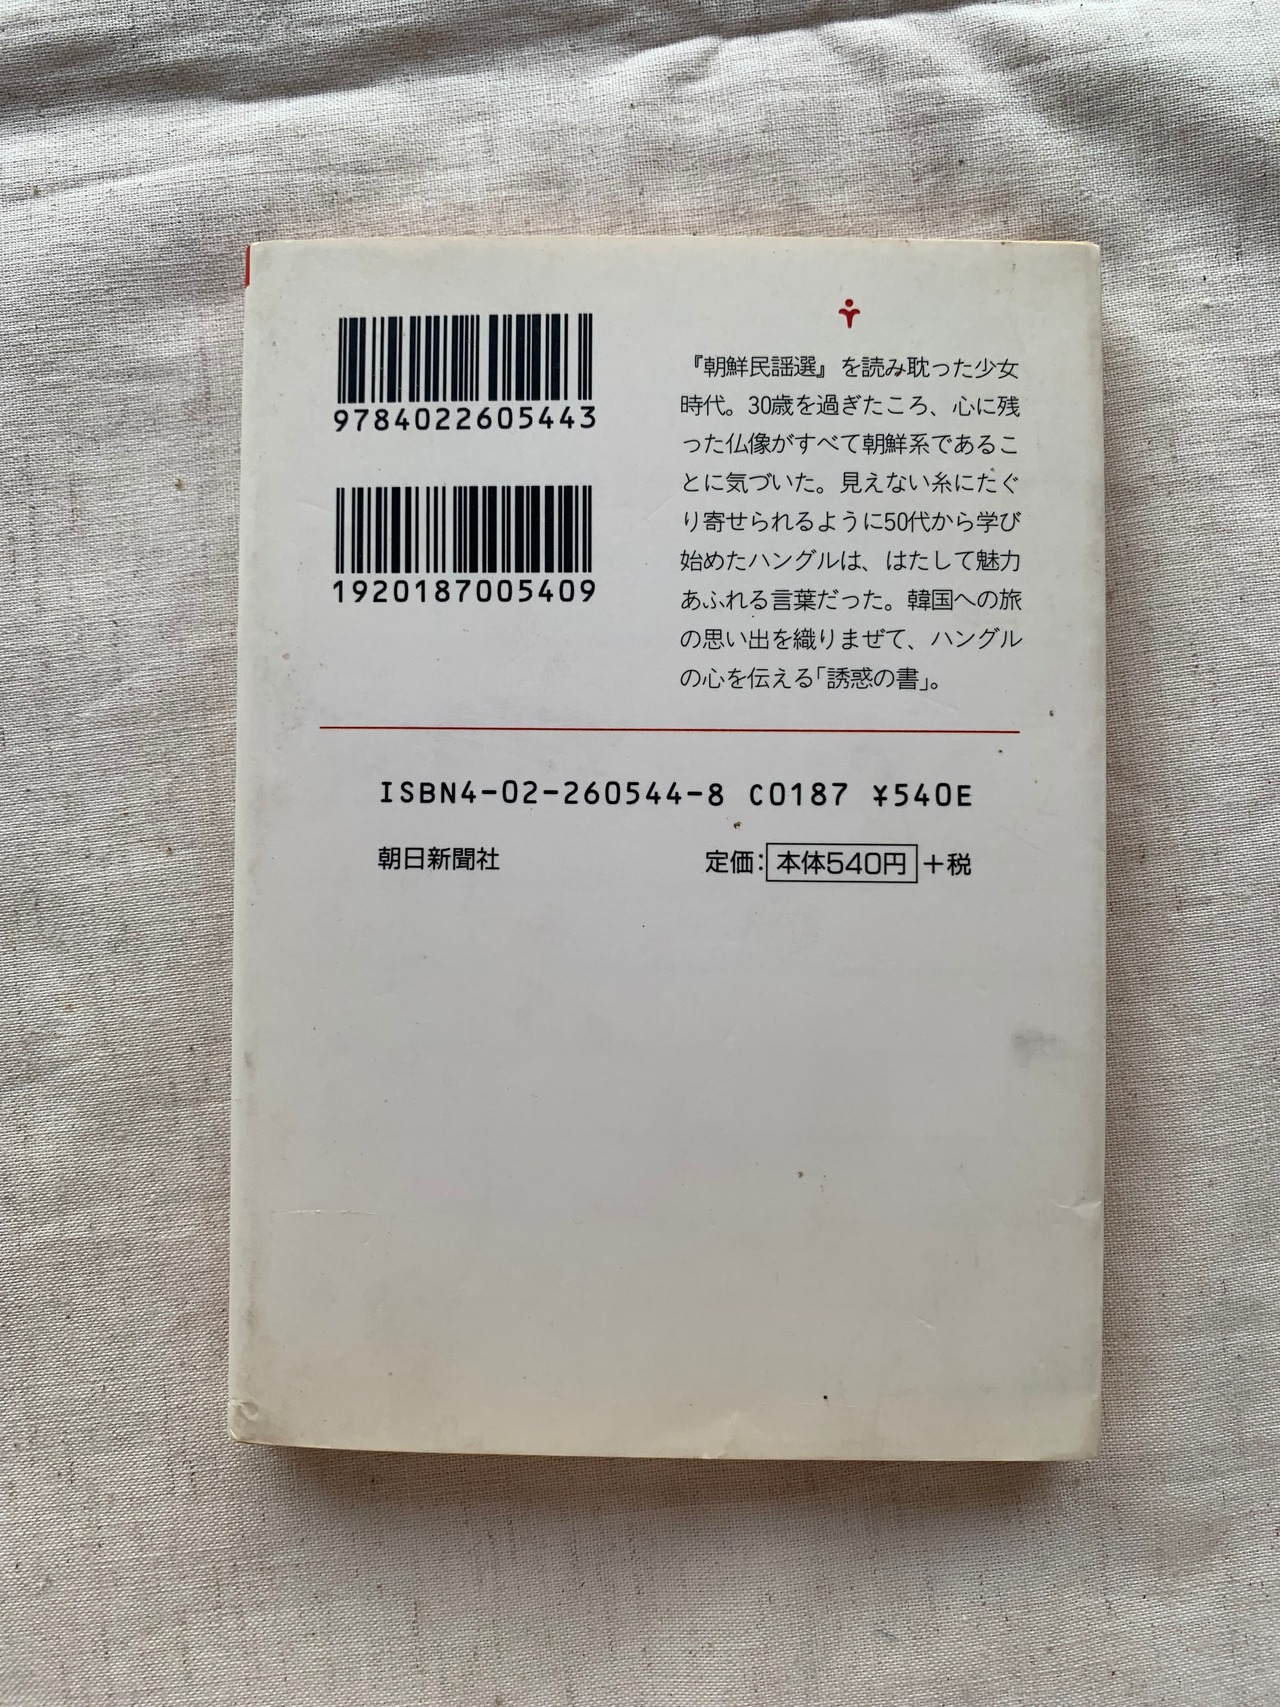 9784022605443
1920187005409
『朝鮮民謡選』を読み耽った少女
時代。30歳を過ぎたころ、心に残
った仏像がすべて朝鮮系であるこ
とに気づいた。見えない糸にたぐ
り寄せられるように50代から学び
始めたハングルは、はたして魅力
あふれる言葉だった。韓国への旅
の思い出を織りまぜて、ハングル
の心を伝える「誘惑の書」。
ISBN4-02-260544-8 C0187 ¥540E
朝日新聞社 定価：本体540円＋税